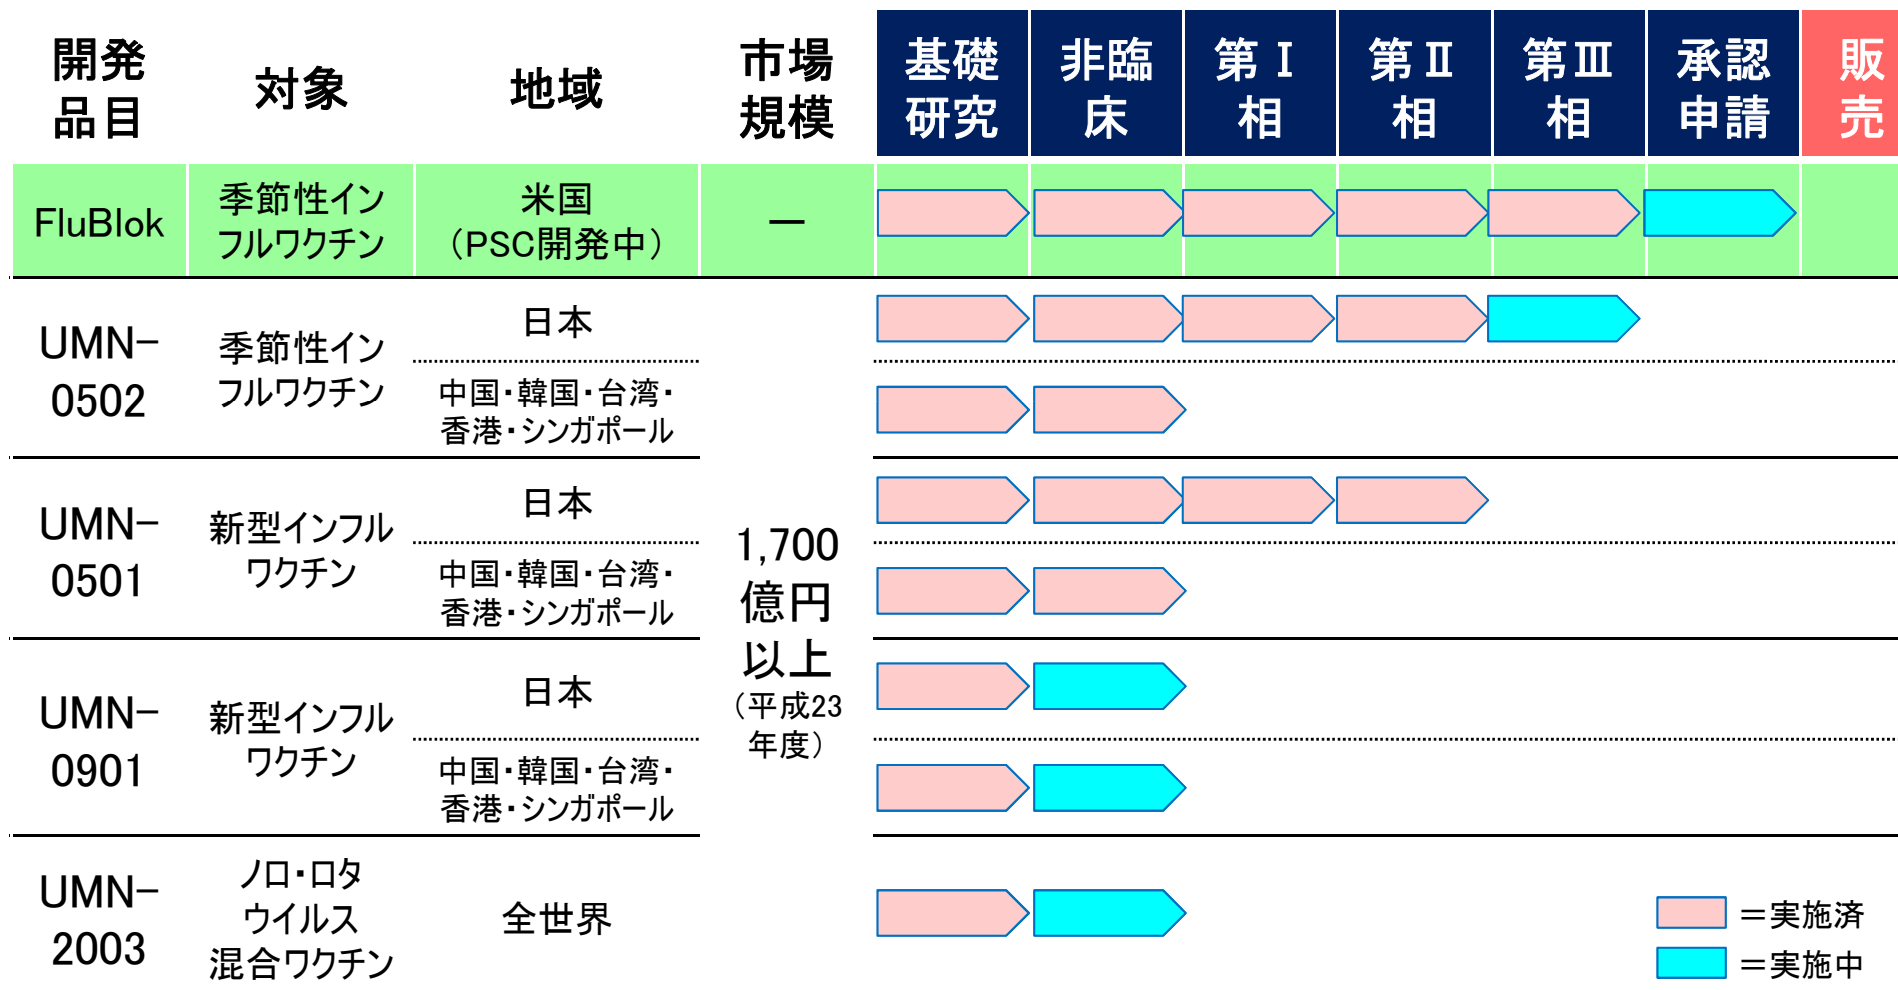 開発
品目
対象
地域
市場
規模
基礎
研究
非臨
床
第Ⅰ
相
第Ⅱ
相
第Ⅲ
相
承認
申請
販
売
FluBlok
季節性イン
フルワクチン
米国
（PSC開発中）
―
UMN-
0502
季節性イン
フルワクチン
日本
中国・韓国・台湾・
香港・シンガポール
UMN-
0501
新型インフル
ワクチン
日本
中国・韓国・台湾・
香港・シンガポール
1,700
億円
以上
（平成23
年度）
UMN-
0901
新型インフル
ワクチン
日本
中国・韓国・台湾・
香港・シンガポール
UMN-
2003
ノロ・ロタ
ウイルス
混合ワクチン
全世界
＝実施済
＝実施中